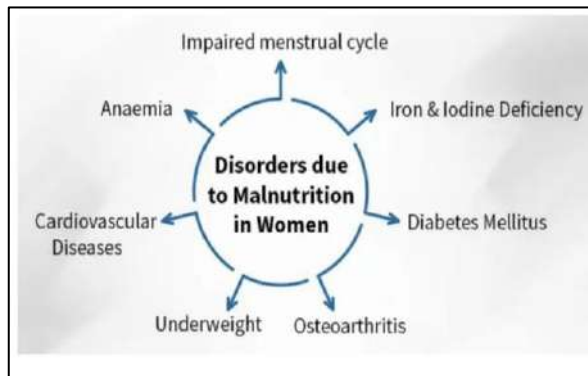 Impaired menstrual cycle
Anaemia
Iron & Iodine Deficiency
Disorders due
to Malnutrition
in Women
Cardiovascular
Diseases
Diabetes Mellitus
Underweight
Osteoarthritis